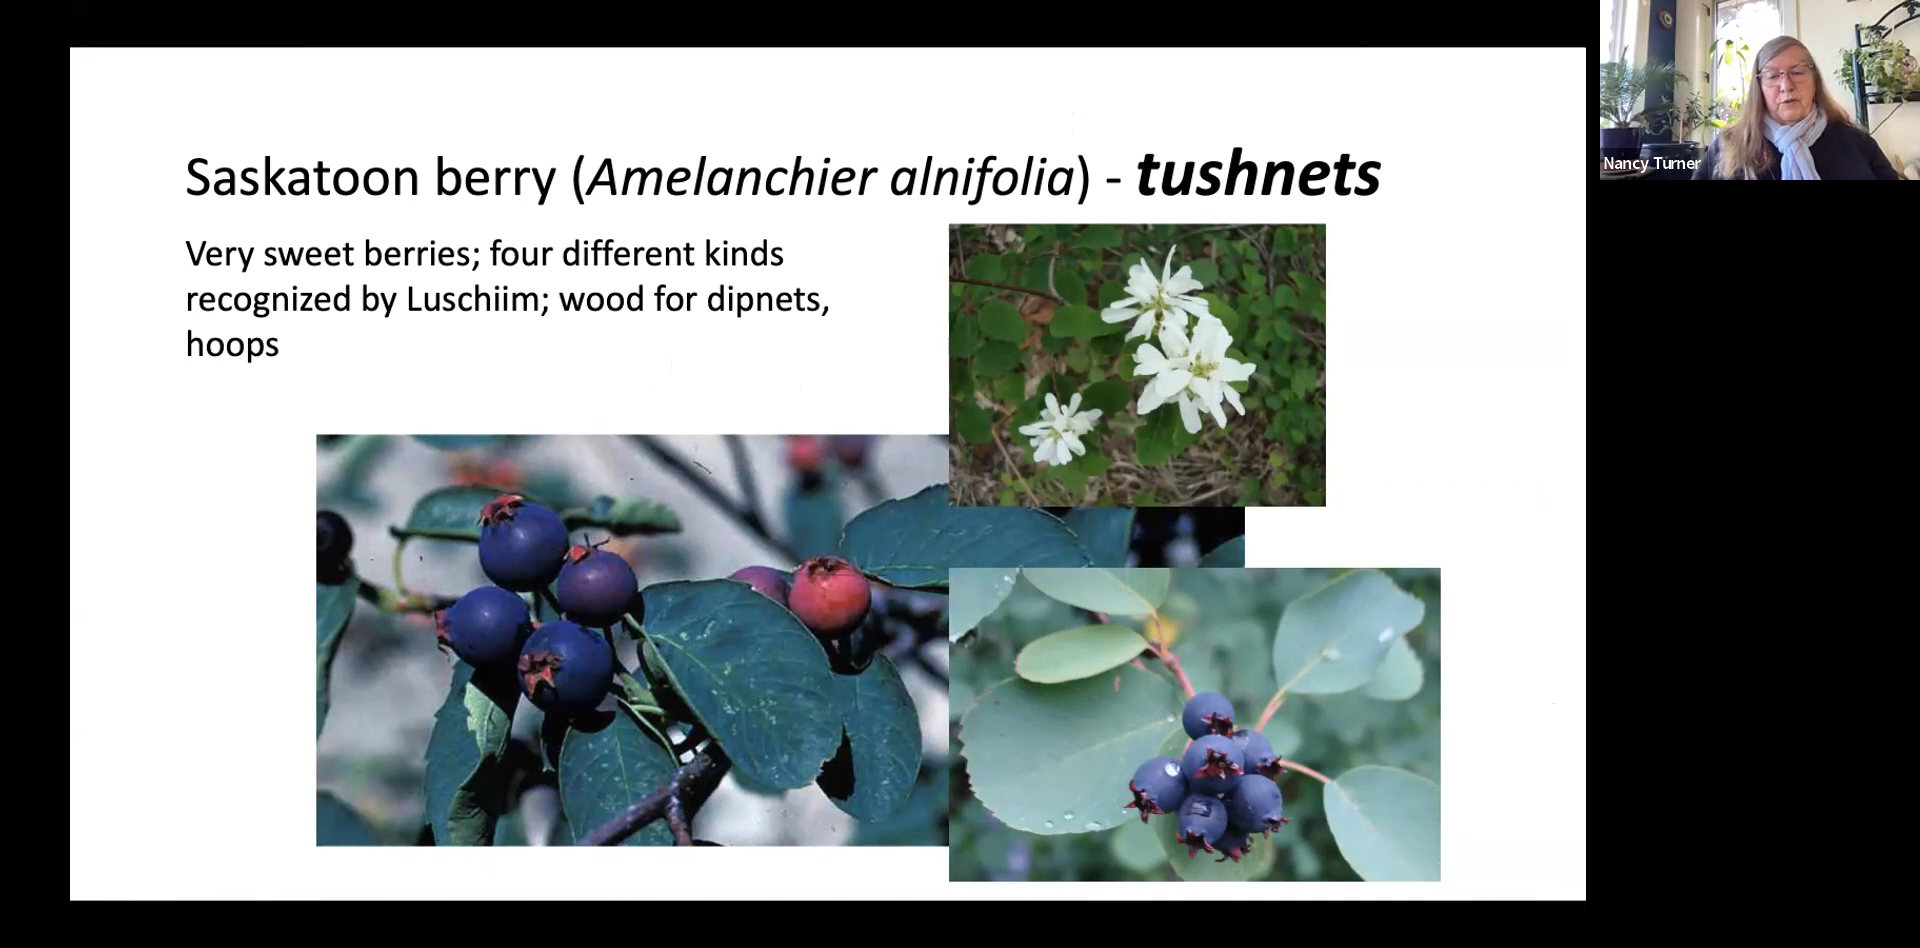 Saskatoon berry (Amelanchier alnifolia) - tushnets
Very sweet berries; four different kinds
recognized by Luschiim; wood for dipnets,
hoops
Nancy Turner